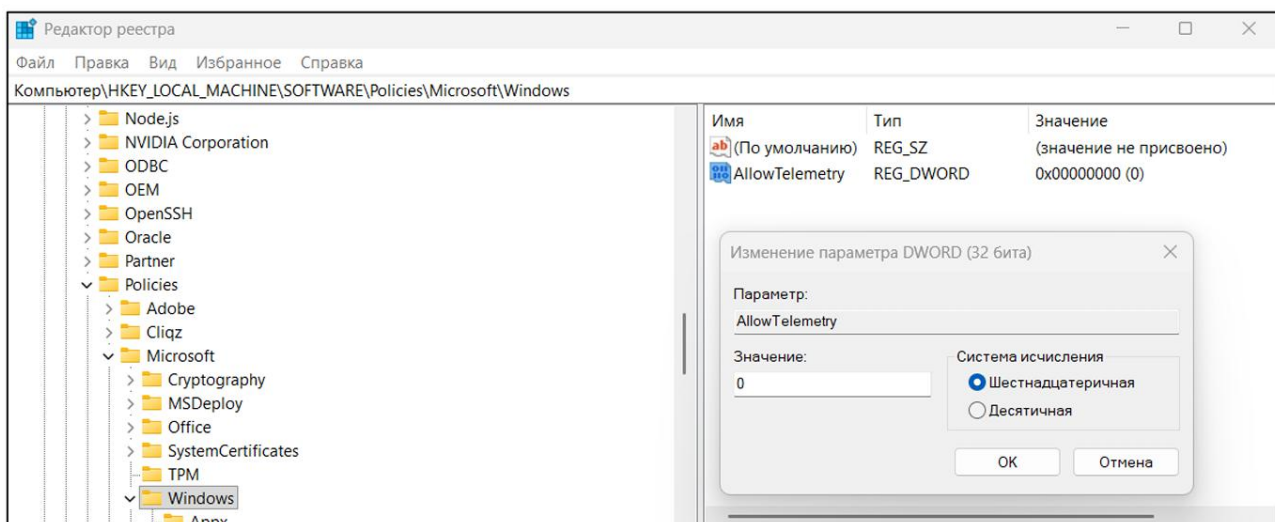 Редактор реестра
Файл Правка Вид Избранное Справка
Компьютер\HKEY_LOCAL_MACHINE\SOFTWARE\Policies\Microsoft\Windows
Node.js
NVIDIA Corporation
ODBC
OEM
OpenSSH
Oracle
Partner
Policies
Adobe
Cliqz
Microsoft
Cryptography
MSDeploy
Office
SystemCertificates
TPM
Windows
Appx
Имя Тип Значение
(По умолчанию) REG_SZ (значение не присвоено)
AllowTelemetry REG_DWORD 0x00000000 (0)
Изменение параметра DWORD (32 бита)
Параметр:
AllowTelemetry
Значение:
0
Система исчисления
Шестнадцатеричная
Десятичная
ОК Отмена